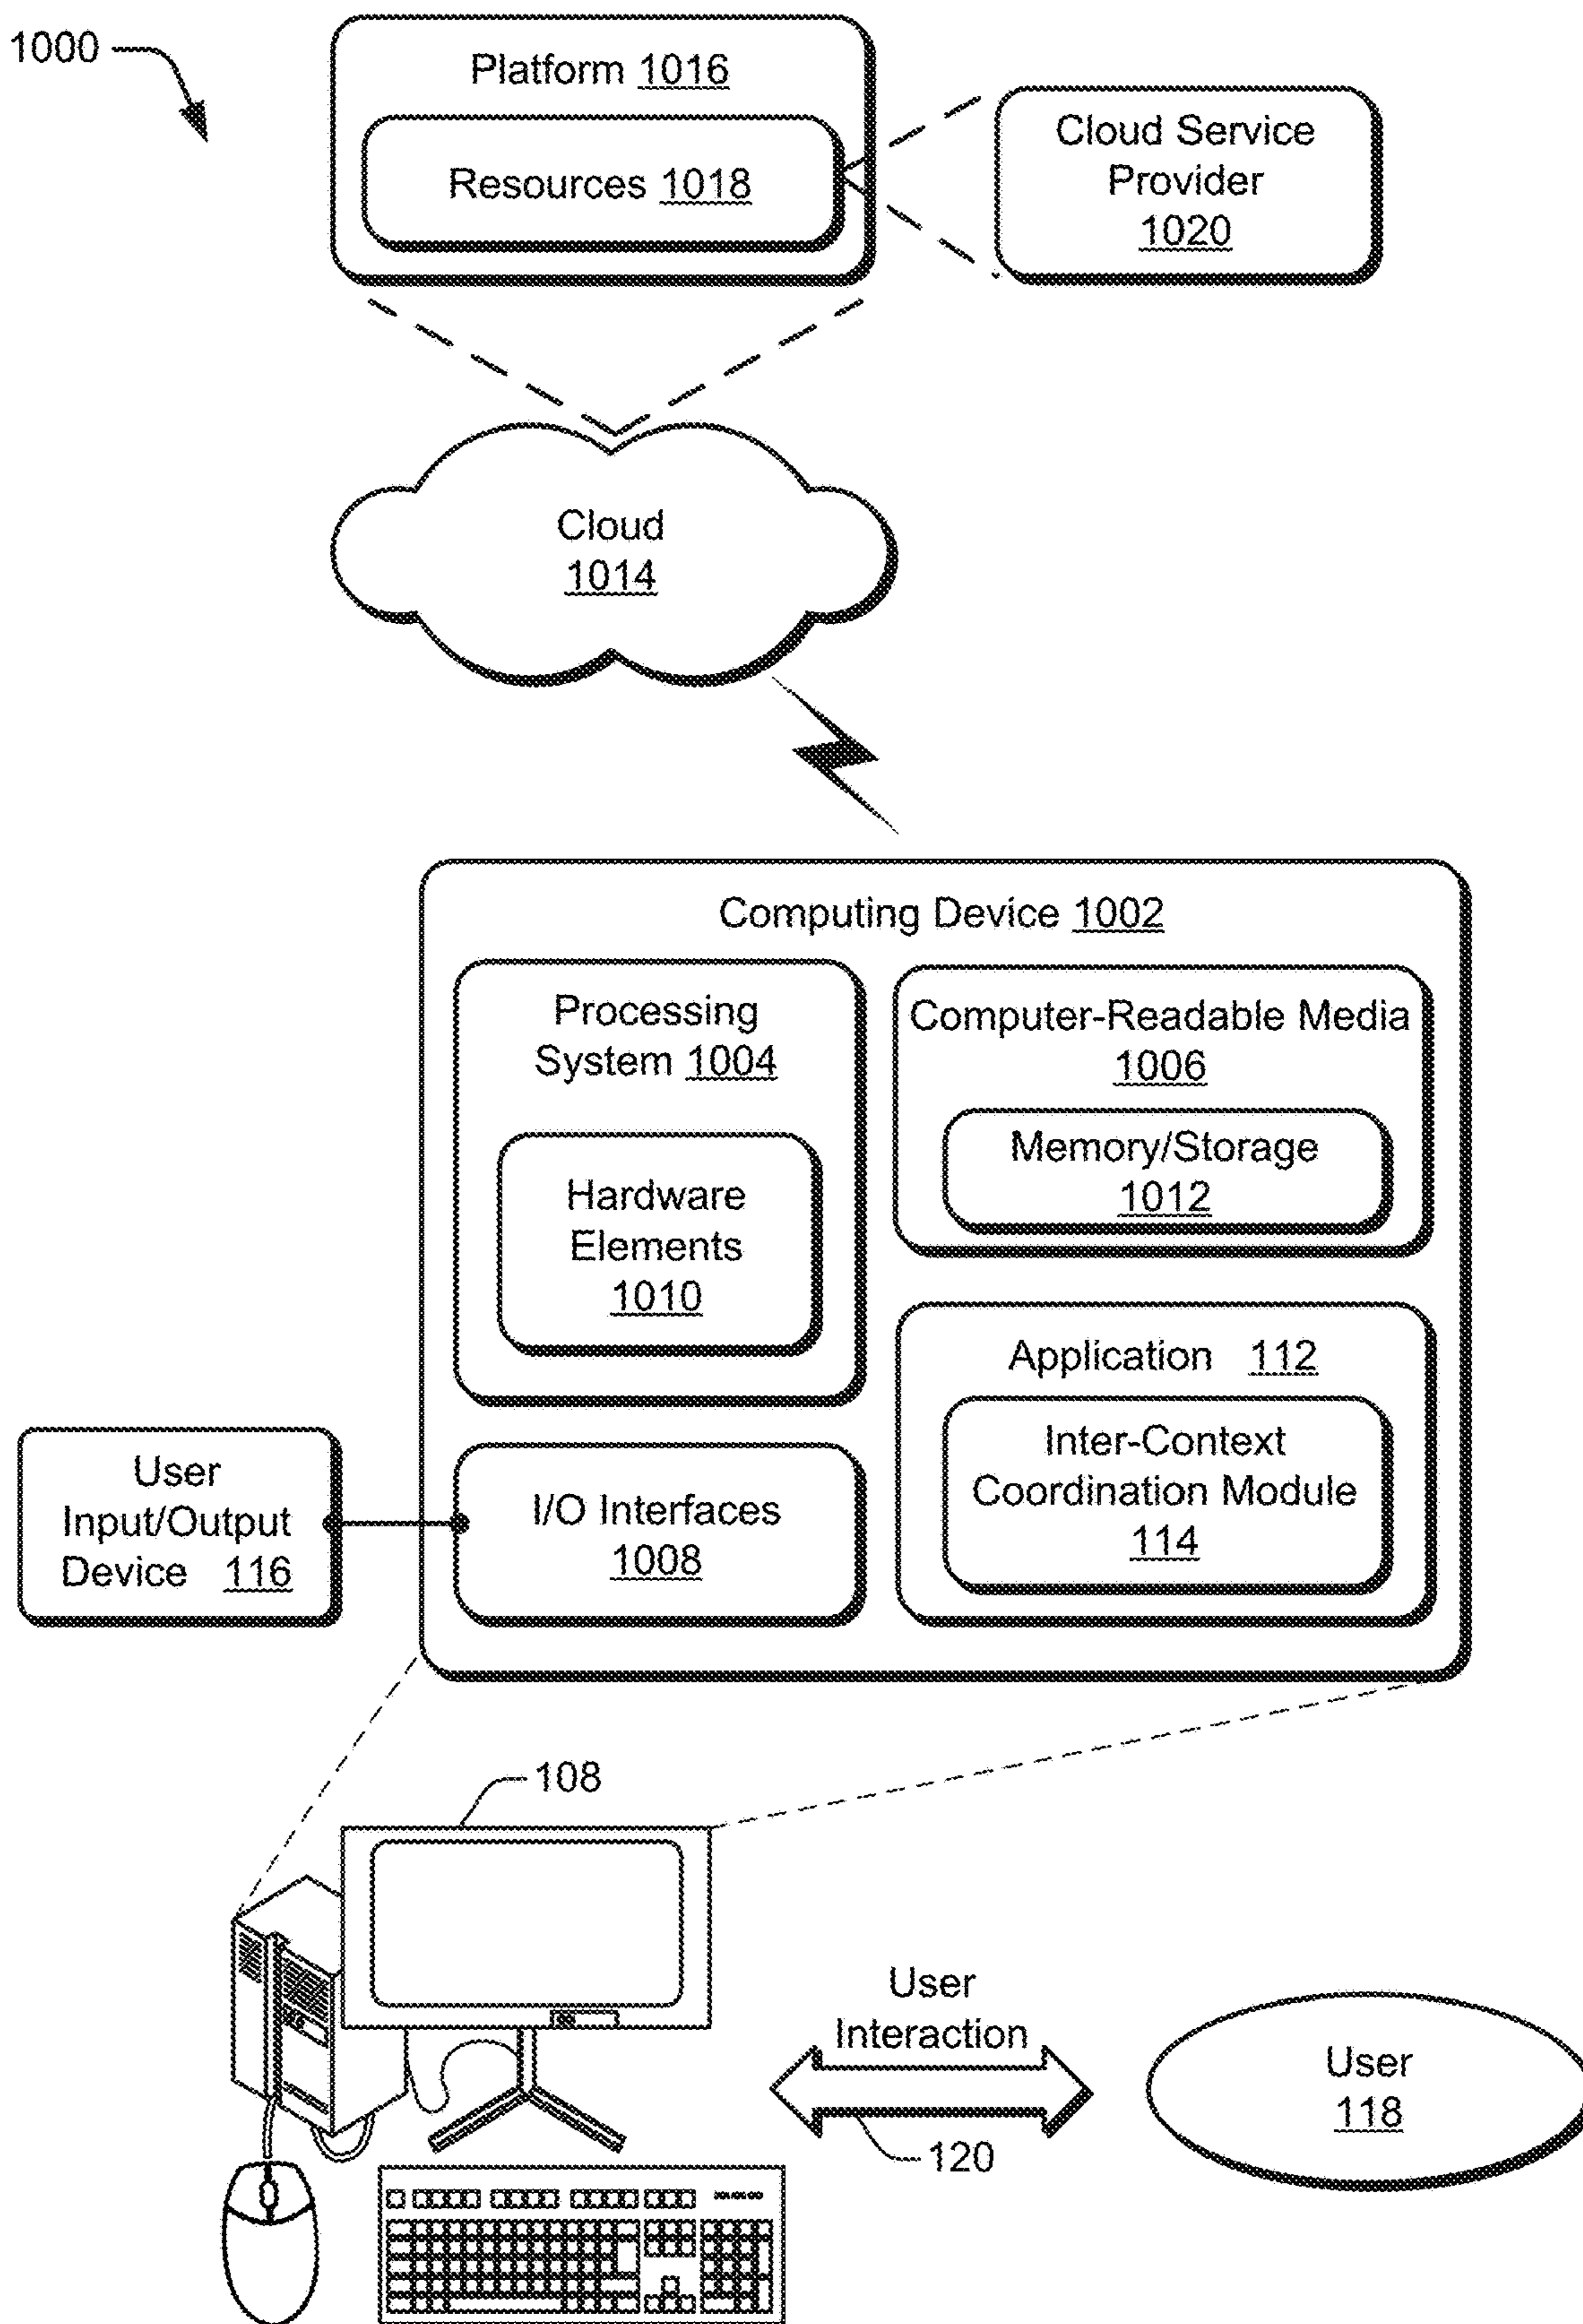 1000
Platform 1016
Resources 1018
Cloud Service
Provider
1020
Cloud
1014
Computing Device 1002
Processing
System 1004
Hardware
Elements
1010
Computer-Readable Media
1006
Memory/Storage
1012
Application 112
Inter-Context
Coordination Module
114
User
Input/Output
Device 116
I/O Interfaces
1008
108
User
Interaction
120
User
118